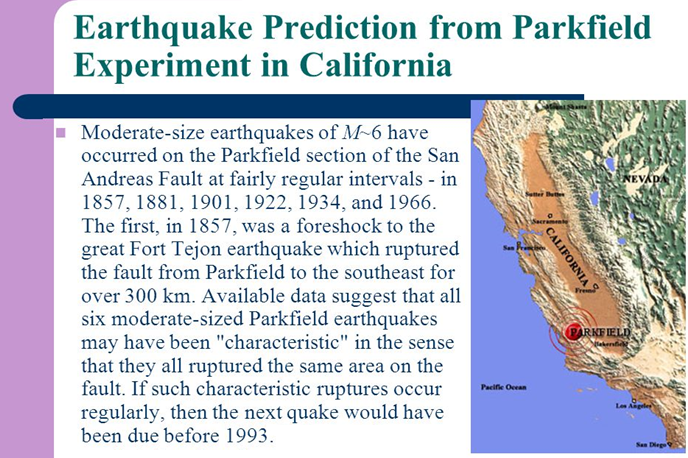 Earthquake Prediction from Parkfield
Experiment in California
Moderate-size earthquakes of M~6 have
occurred on the Parkfield section of the San
Andreas Fault at fairly regular intervals - in
1857, 1881, 1901, 1922, 1934, and 1966.
The first, in 1857, was a foreshock to the
great Fort Tejon earthquake which ruptured
the fault from Parkfield to the southeast for
over 300 km. Available data suggest that all
six moderate-sized Parkfield earthquakes
may have been "characteristic" in the sense
that they all ruptured the same area on the
fault. If such characteristic ruptures occur
regularly, then the next quake would have
been due before 1993.
Mount Shasta
NEVADA
Sutter Buttes
Sacramento
San Francisco
CALIFORNIA
Fresno
PARKFIELD
Bakersfield
Pacific Ocean
Los Angeles
San Diego